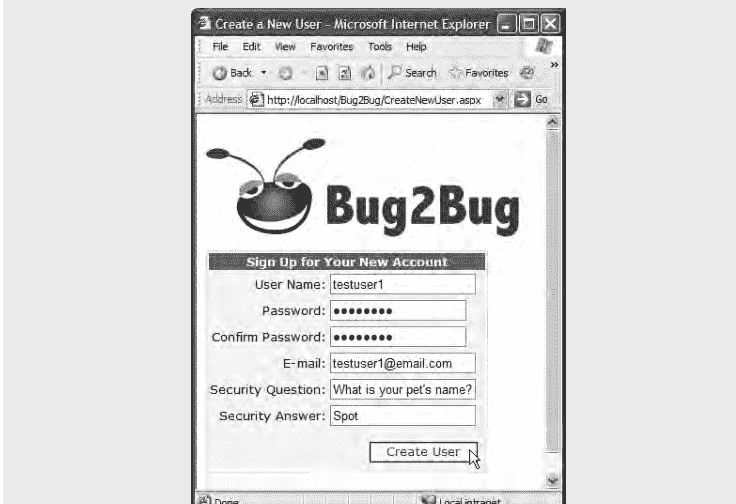 Create a New User - Microsoft Internet Explorer
File Edit View Favorites Tools Help
Back Search Favorites »
Address http://localhost/Bug2Bug/CreateNewUser.aspx Go
Bug2Bug
Sign Up for Your New Account
User Name: testuser1
Password: ●●●●●●●●
Confirm Password: ●●●●●●●●
E-mail: testuser1@email.com
Security Question: What is your pet's name?
Security Answer: Spot
Create User
Done Local intranet